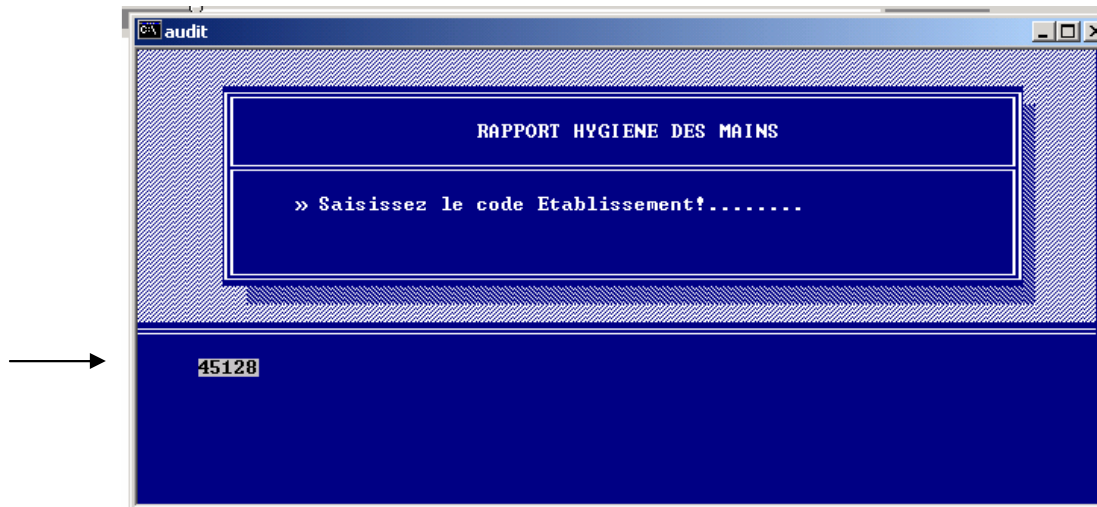 audit
RAPPORT HYGIENE DES MAINS
» Saisissez le code Etablissement!........
45128